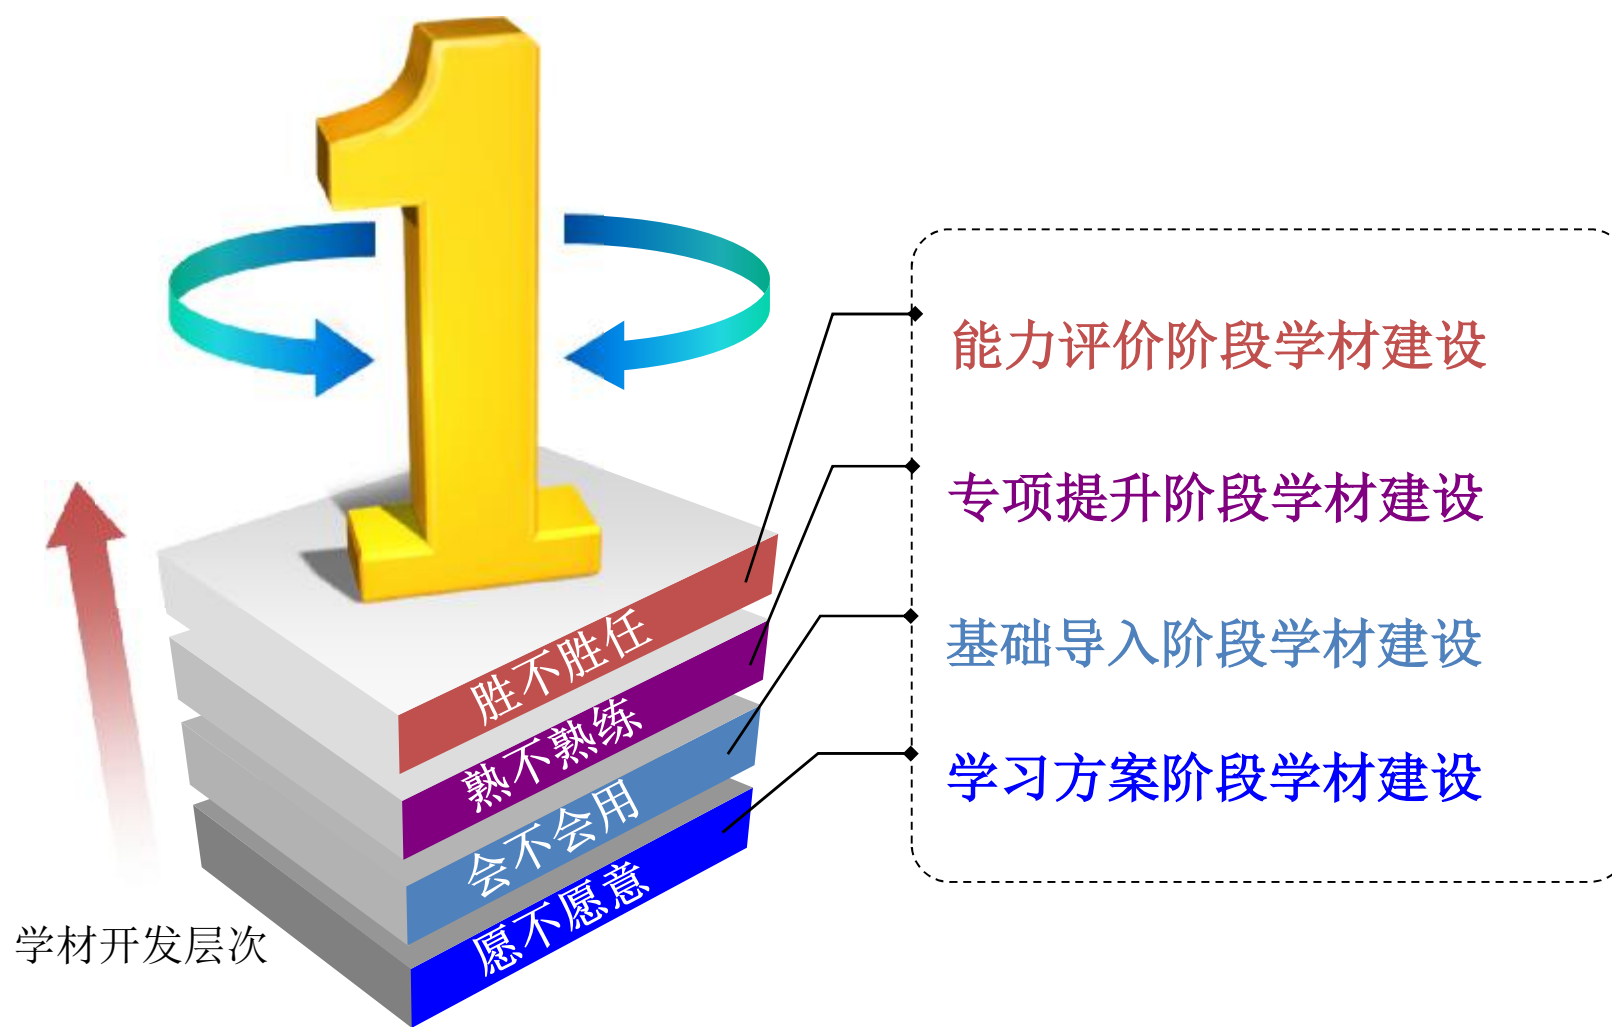 能力评价阶段学材建设
专项提升阶段学材建设
基础导入阶段学材建设
学习方案阶段学材建设
胜不胜任
熟不熟练
会不会用
愿不愿意
学材开发层次
1